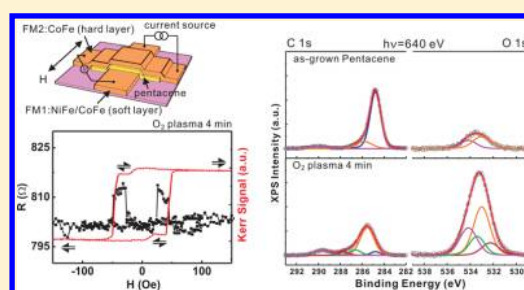 FM2:CoFe (hard layer)
current source
H
pentacene
FM1:NiFe/CoFe (soft layer)
O2 plasma 4 min
R (Ω)
825
810
795
-100 0 100
H (Oe)
Kerr Signal (a.u.)
C 1s hν=640 eV O 1s
as-grown Pentacene
O2 plasma 4 min
XPS Intensity (a.u.)
292 290 288 286 284 282 538 536 534 532 530
Binding Energy (eV)